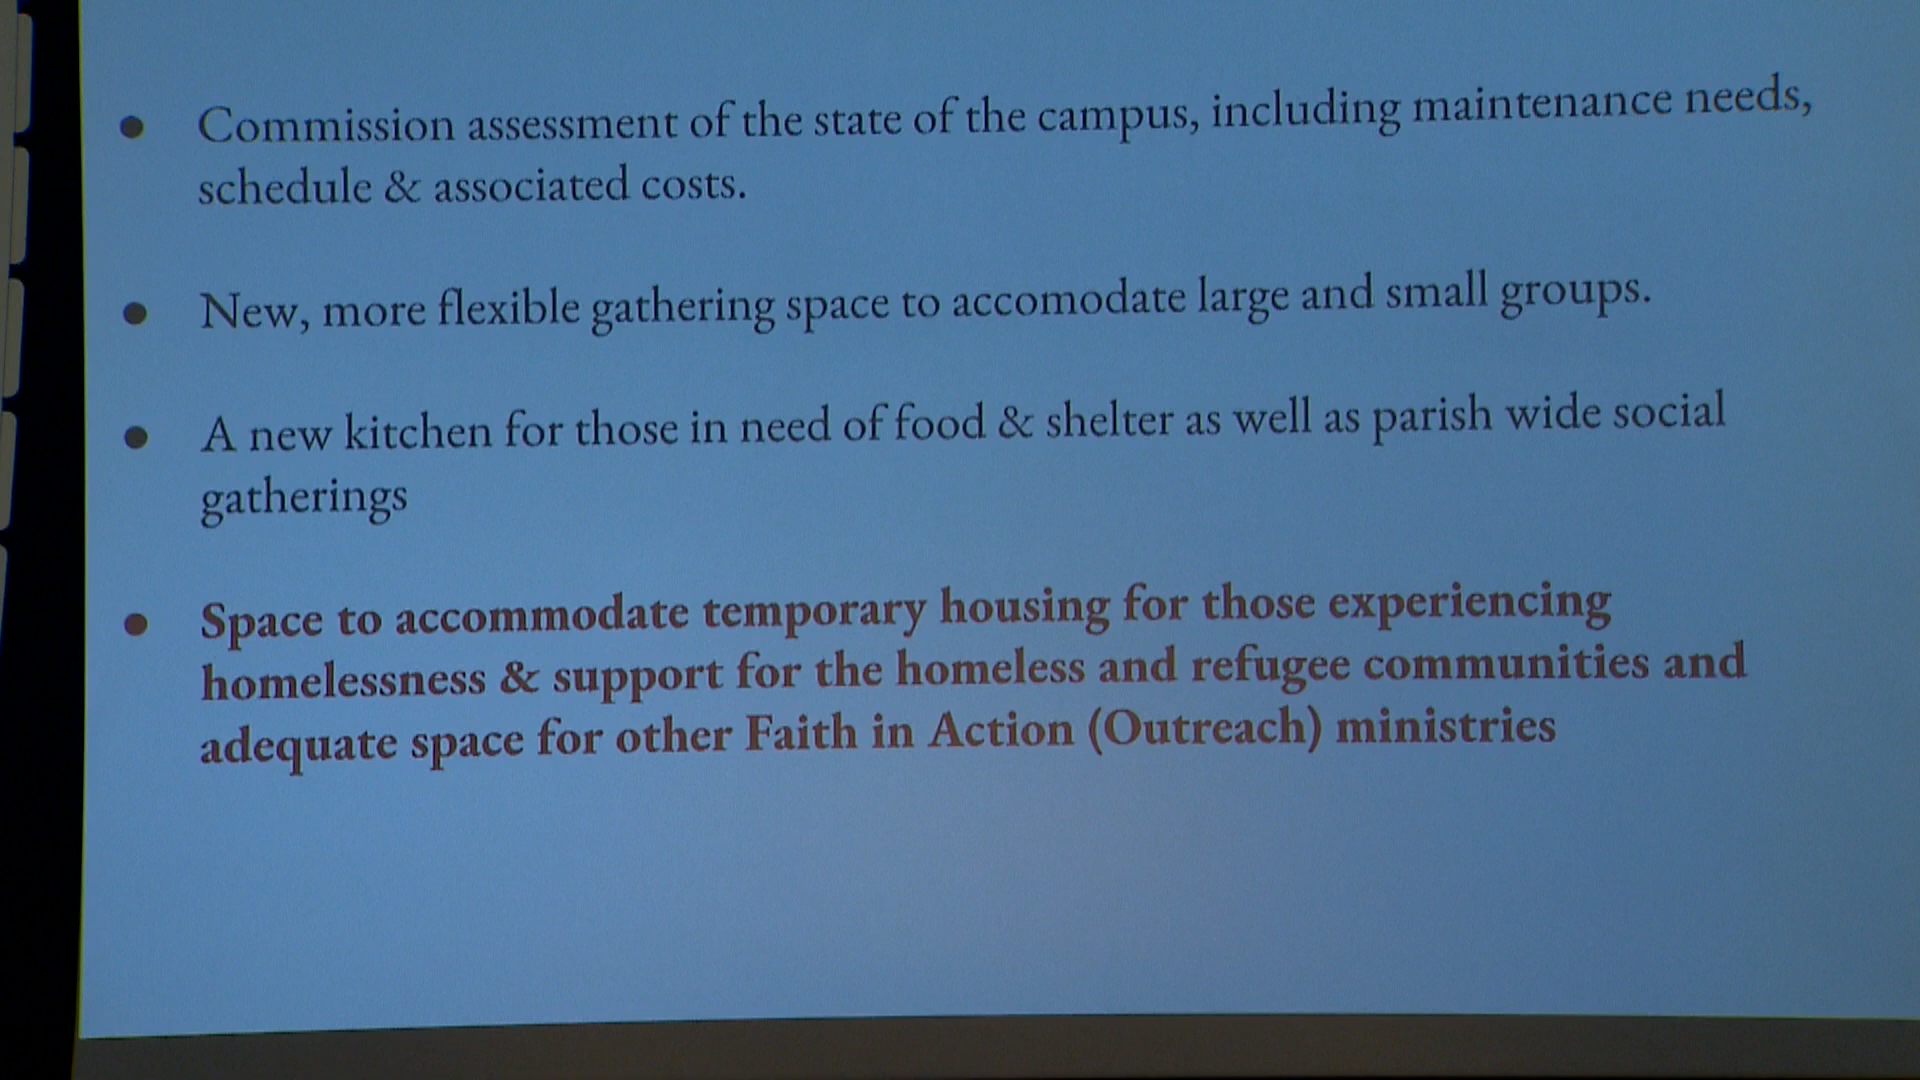 ● Commission assessment of the state of the campus, including maintenance needs,
schedule & associated costs.
● New, more flexible gathering space to accomodate large and small groups.
● A new kitchen for those in need of food & shelter as well as parish wide social
gatherings
● Space to accommodate temporary housing for those experiencing
homelessness & support for the homeless and refugee communities and
adequate space for other Faith in Action (Outreach) ministries